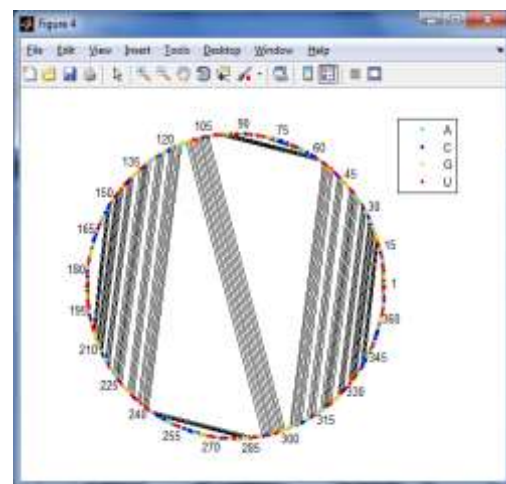 Figure 4
File Edit View Insert Tools Desktop Window Help
105 90 75
120 60
135 45
150 30
165 15
180 1
195 360
210 345
225 330
240 315
255 270 285 300
A
C
G
U